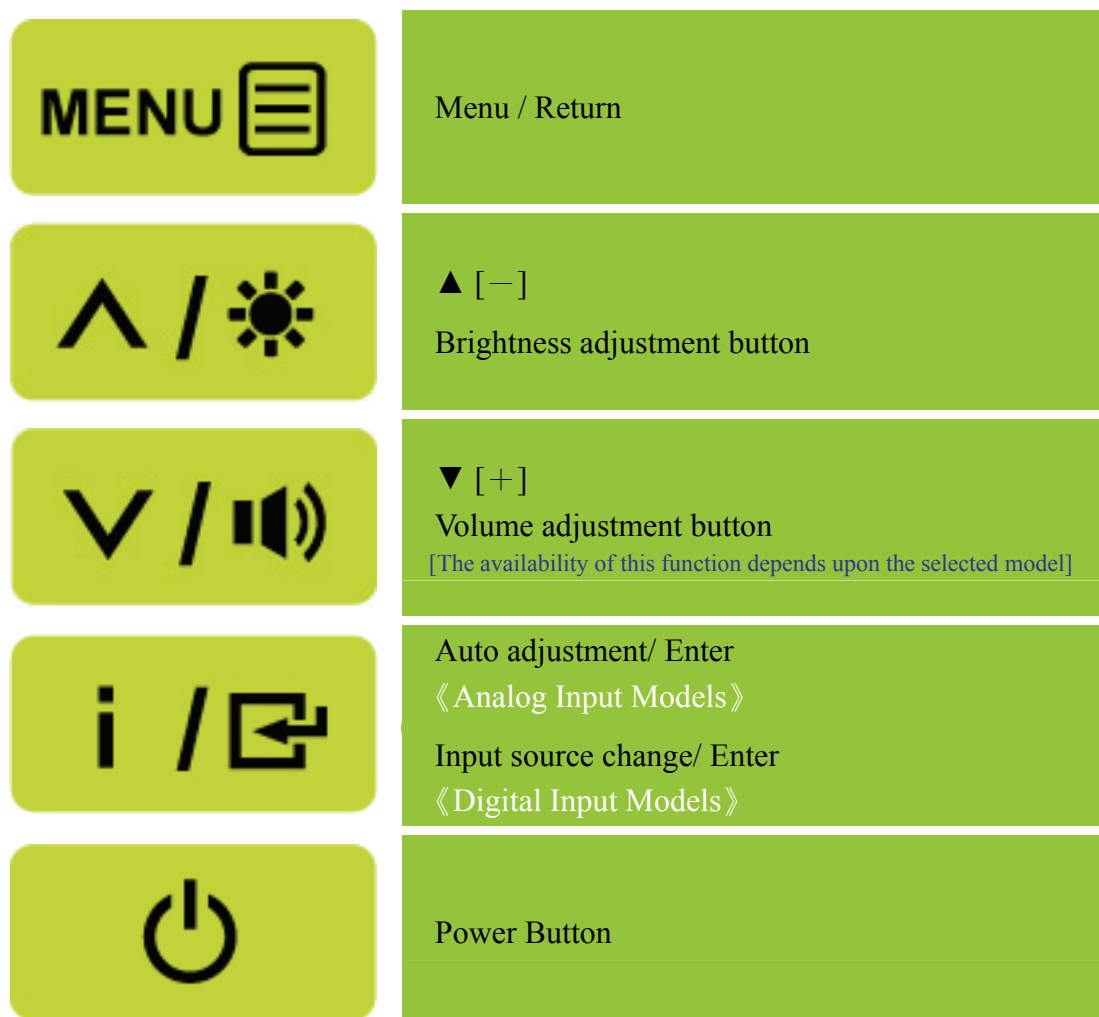 MENU
Menu / Return
/
▲ [－]
Brightness adjustment button
/
▼ [＋]
Volume adjustment button
[The availability of this function depends upon the selected model]
i /
Auto adjustment/ Enter
《Analog Input Models》
Input source change/ Enter
《Digital Input Models》
Power Button